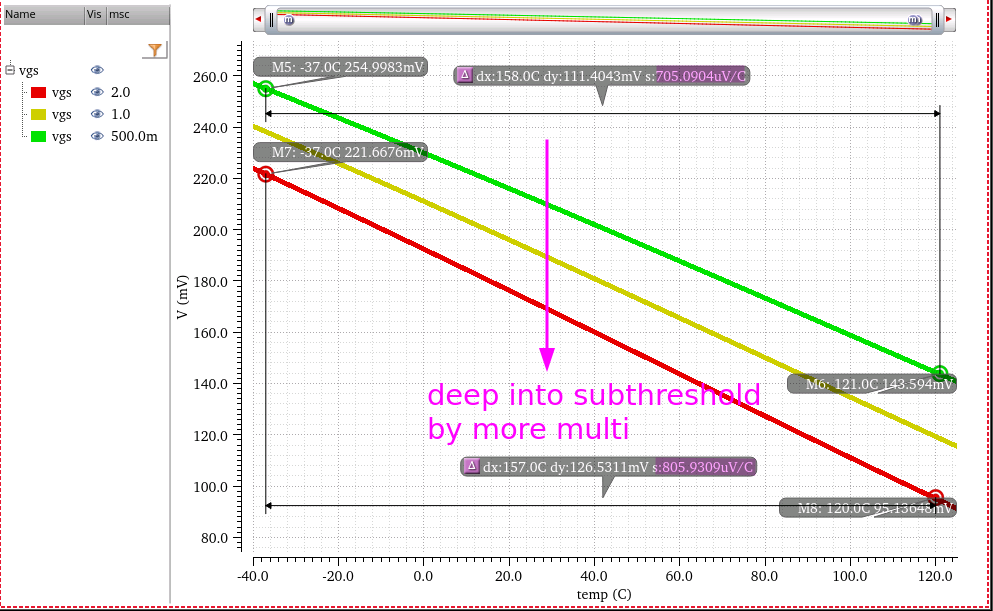 Name Vis msc
vgs
vgs 2.0
vgs 1.0
vgs 500.0m
M5: -37.0C 254.9983mV
dx:158.0C dy:111.4043mV s:705.0904uV/C
M7: -37.0C 221.6676mV
260.0
240.0
220.0
200.0
180.0
160.0
140.0
120.0
100.0
80.0
V (mV)
M6: 121.0C 143.594mV
deep into subthreshold
by more multi
dx:157.0C dy:126.5311mV s:805.9309uV/C
M8: 120.0C 95.13648mV
-40.0 -20.0 0.0 20.0 40.0 60.0 80.0 100.0 120.0
temp (C)